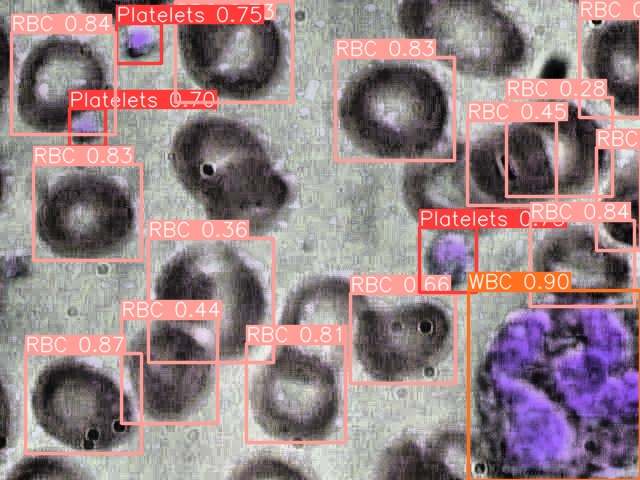 RBC 0.84
Platelets 0.75
Platelets 0.70
RBC 0.83
RBC 0.28
RBC 0.45
RBC
RBC 0.83
RBC 0.84
Platelets
RBC 0.36
WBC 0.90
RBC 0.66
RBC 0.44
RBC 0.81
RBC 0.87